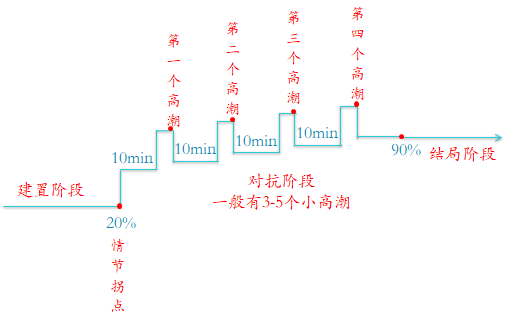 第一个高潮
第二个高潮
第三个高潮
第四个高潮
10min
10min
10min
10min
建置阶段
20%
情节拐点
对抗阶段
一般有3-5个小高潮
90%
结局阶段